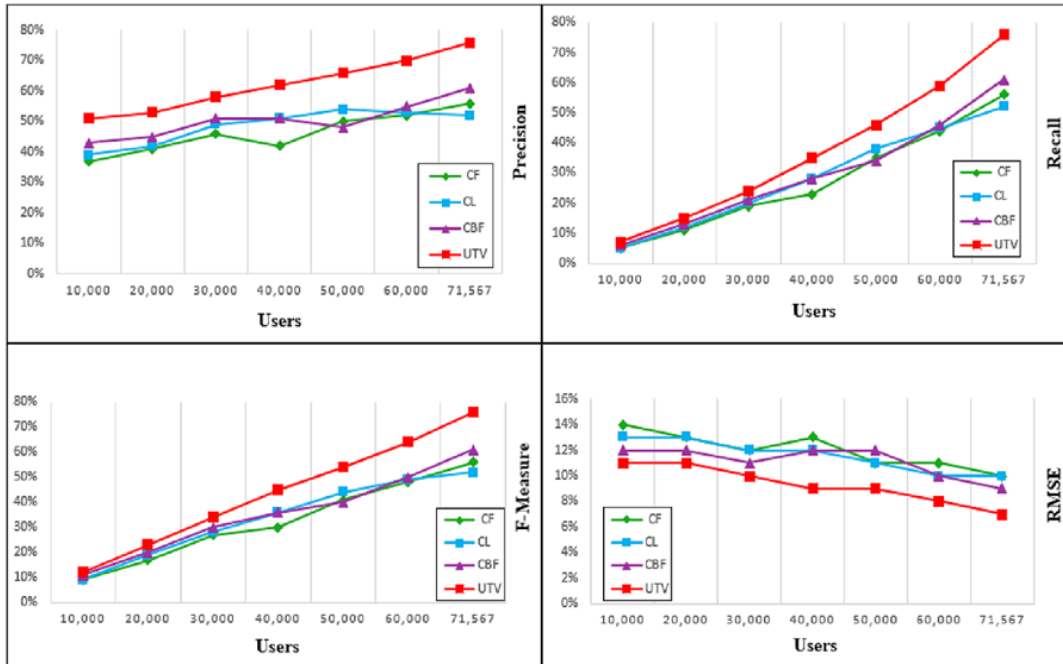 80%
70%
60%
50%
40%
30%
20%
10%
0%
10,000 20,000 30,000 40,000 50,000 60,000 71,567
Users
Precision
CF
CL
CBF
UTV
80%
70%
60%
50%
40%
30%
20%
10%
0%
10,000 20,000 30,000 40,000 50,000 60,000 71,567
Users
Recall
CF
CL
CBF
UTV
80%
70%
60%
50%
40%
30%
20%
10%
0%
10,000 20,000 30,000 40,000 50,000 60,000 71,567
Users
F-Measure
CF
CL
CBF
UTV
16%
14%
12%
10%
8%
6%
4%
2%
0%
10,000 20,000 30,000 40,000 50,000 60,000 71,567
Users
RMSE
CF
CL
CBF
UTV